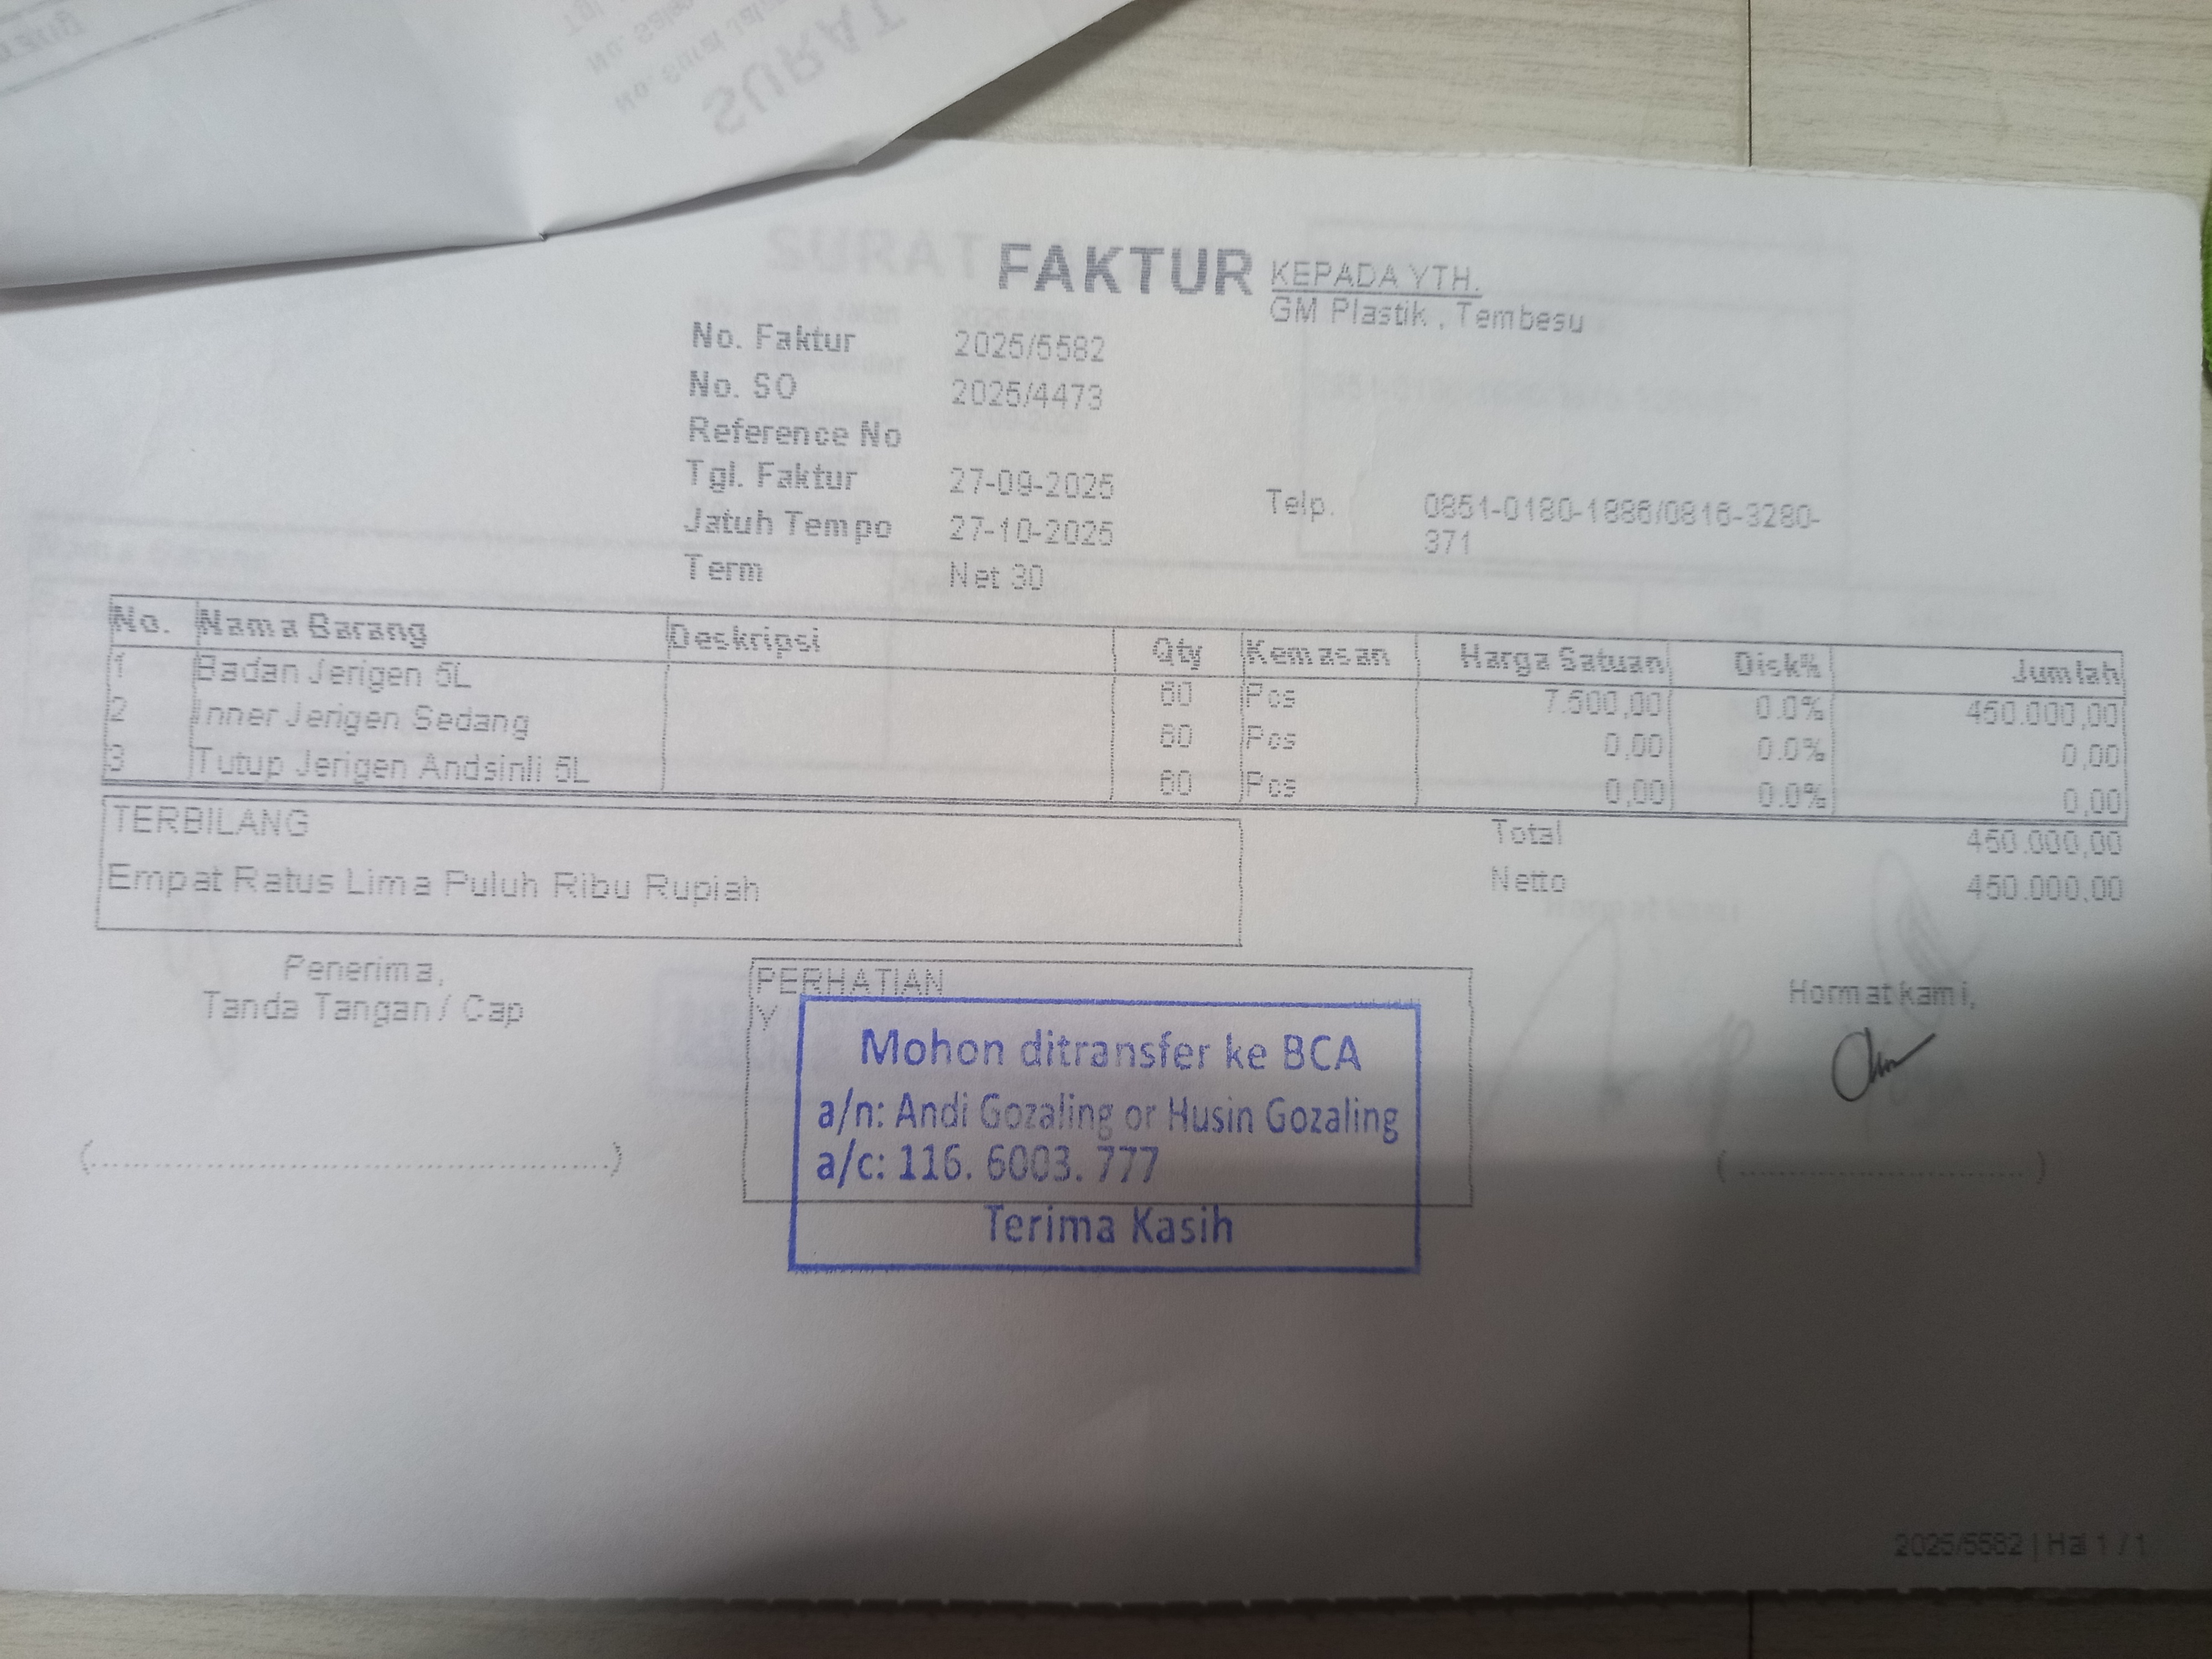 SURAT
FAKTUR
KEPADA YTH.
GM Plastik , Tembesu
No. Faktur 2025/5582
No. SO 2025/4473
Reference No
Tgl. Faktur 27-09-2025
Telp. 0851-0180-1886/0816-3280-
371
Jatuh Tempo 27-10-2025
Term Net 30
No. Nama Barang Deskripsi Qty Kemasan Harga Satuan Disk% Jumlah
1 Badan Jerigen 5L 60 Pcs 7.500,00 0.0% 450.000,00
2 Inner Jerigen Sedang 60 Pcs 0,00 0.0% 0,00
3 Tutup Jerigen Andsinli 5L 60 Pcs 0,00 0.0% 0,00
TERBILANG
Empat Ratus Lima Puluh Ribu Rupiah
Total 450.000,00
Netto 450.000,00
Penerima,
Tanda Tangan / Cap
PERHATIAN
Y
Mohon ditransfer ke BCA
a/n: Andi Gozaling or Husin Gozaling
a/c: 116. 6003. 777
Terima Kasih
Hormat kami,
(..............................................)
(..............................)
2025/5582 | Hal 1 / 1